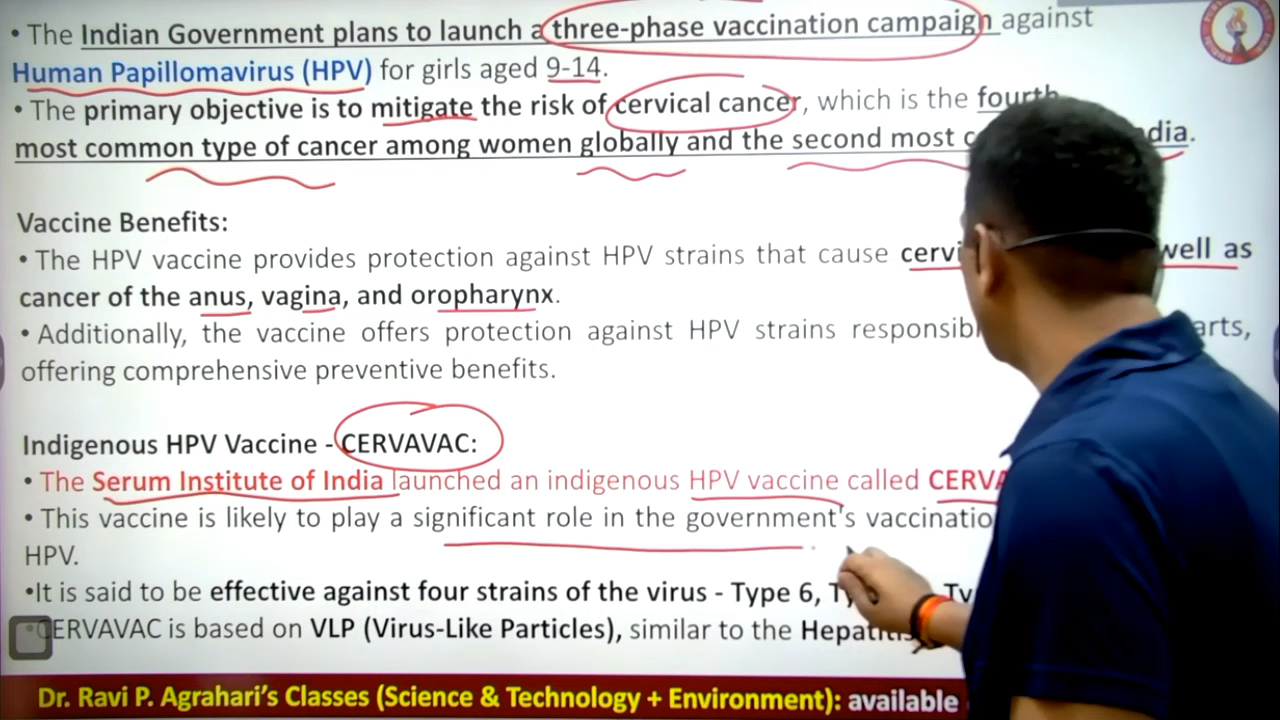 • The Indian Government plans to launch a three-phase vaccination campaign against
Human Papillomavirus (HPV) for girls aged 9-14.
• The primary objective is to mitigate the risk of cervical cancer, which is the fourth
most common type of cancer among women globally and the second most
Vaccine Benefits:
• The HPV vaccine provides protection against HPV strains that cause well as
cancer of the anus, vagina, and oropharynx.
• Additionally, the vaccine offers protection against HPV strains
offering comprehensive preventive benefits.
Indigenous HPV Vaccine - CERVAVAC:
• The Serum Institute of India launched an indigenous HPV vaccine called
• This vaccine is likely to play a significant role in the government's
HPV.
•It is said to be effective against four strains of the virus - Type 6,
•CERVAVAC is based on VLP (Virus-Like Particles), similar to the
Dr. Ravi P. Agrahari's Classes (Science & Technology + Environment): available